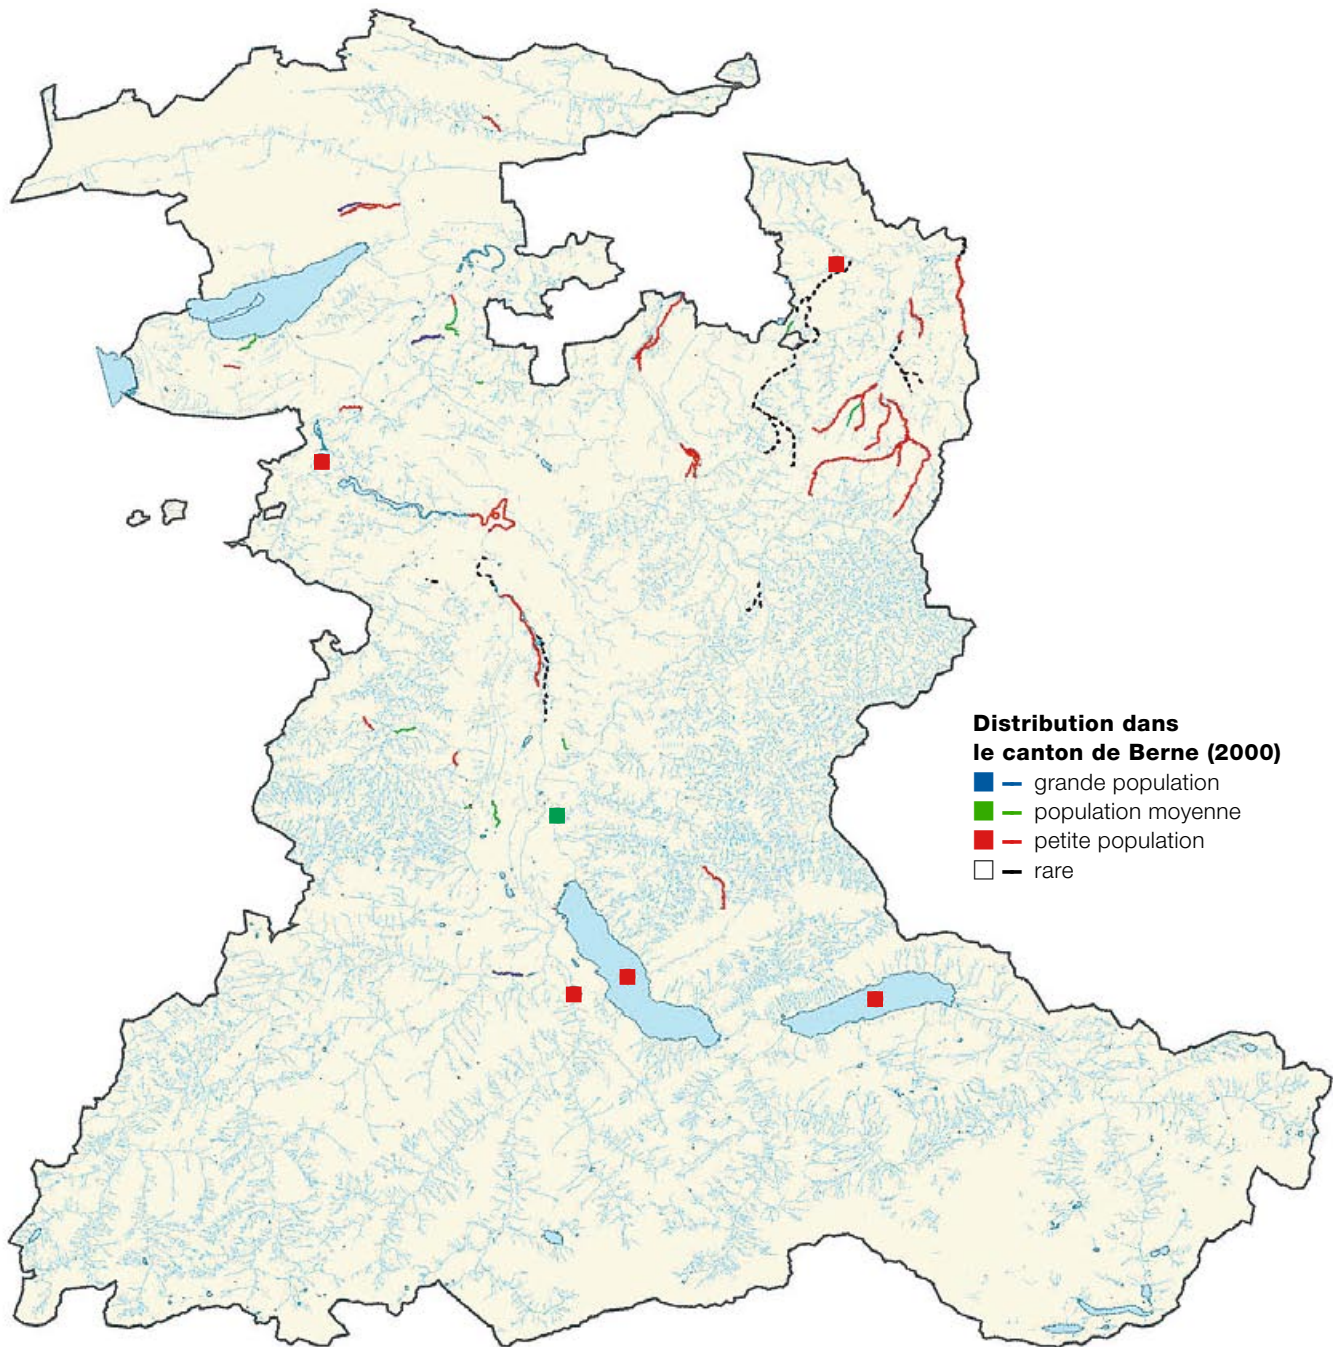 Distribution dans
le canton de Berne (2000)
grande population
population moyenne
petite population
rare